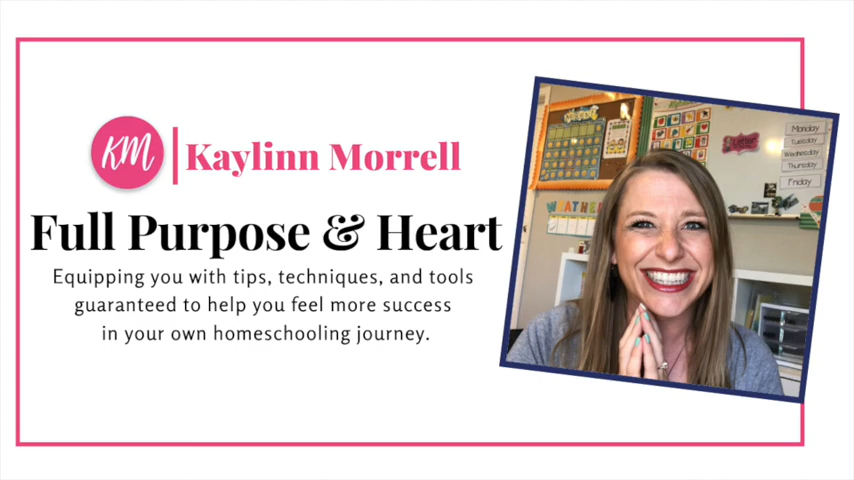 KM
Kaylinn Morrell
Full Purpose & Heart
Equipping you with tips, techniques, and tools
guaranteed to help you feel more success
in your own homeschooling journey.
Monday
Tuesday
Wednesday
Thursday
Friday
WEATHER